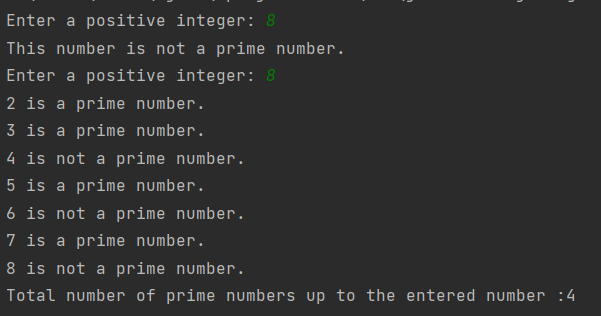 Enter a positive integer: 8
This number is not a prime number.
Enter a positive integer: 8
2 is a prime number.
3 is a prime number.
4 is not a prime number.
5 is a prime number.
6 is not a prime number.
7 is a prime number.
8 is not a prime number.
Total number of prime numbers up to the entered number :4